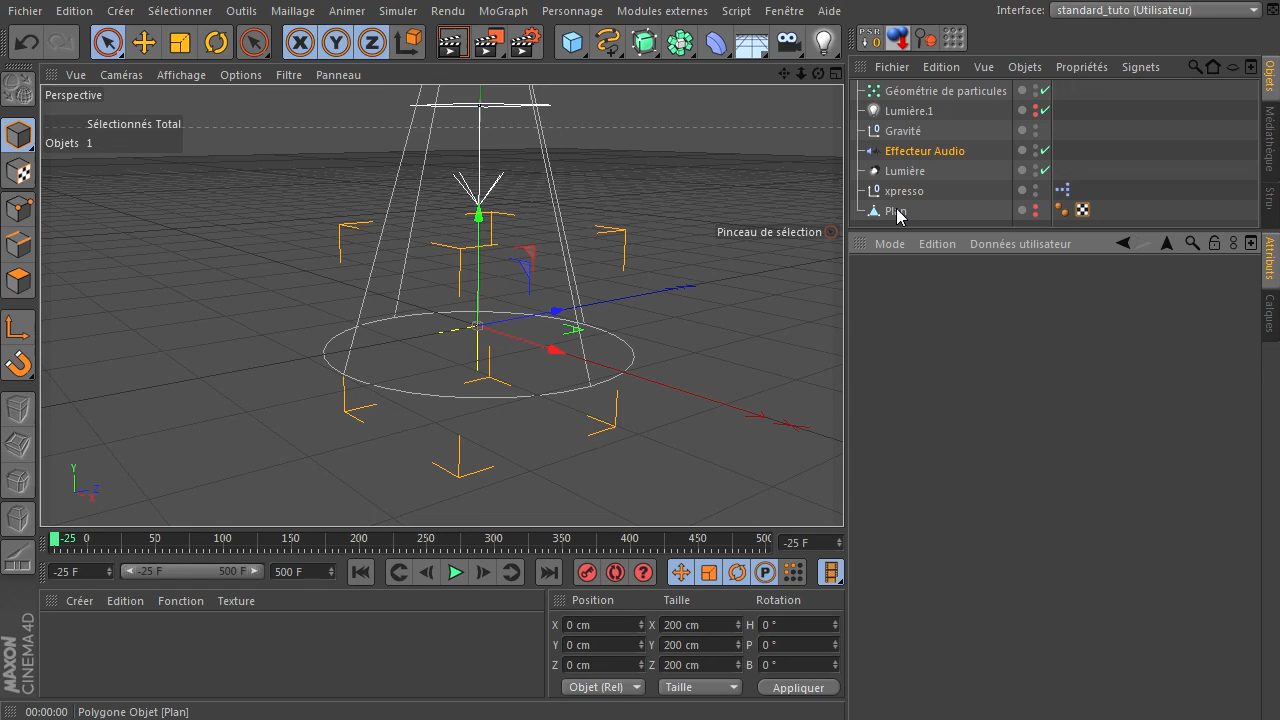 Fichier Edition Créer Sélectionner Outils Maillage Animer Simuler Rendu MoGraph Personnage Modules externes Script Fenêtre Aide Interface: standard_tuto (Utilisateur)
PSR
0
Vue Caméras Affichage Options Filtre Panneau
Fichier Edition Vue Objets Propriétés Signets
Perspective
Sélectionnés Total
Objets 1
Pinceau de sélection
Géométrie de particules
Lumière.1
Gravité
Effecteur Audio
Lumière
xpresso
Plan
Objets
Médiathèque
Stru
Mode Edition Données utilisateur
Attributs
Calques
Y
Z
X
-25 0 50 100 150 200 250 300 350 400 450 50
-25 F
-25 F -25 F 500 F 500 F
Créer Edition Fonction Texture
Position Taille Rotation
X 0 cm X 200 cm H 0 °
Y 0 cm Y 200 cm P 0 °
Z 0 cm Z 200 cm B 0 °
Objet (Rel) Taille Appliquer
MAXON
CINEMA 4D
00:00:00 Polygone Objet [Plan]